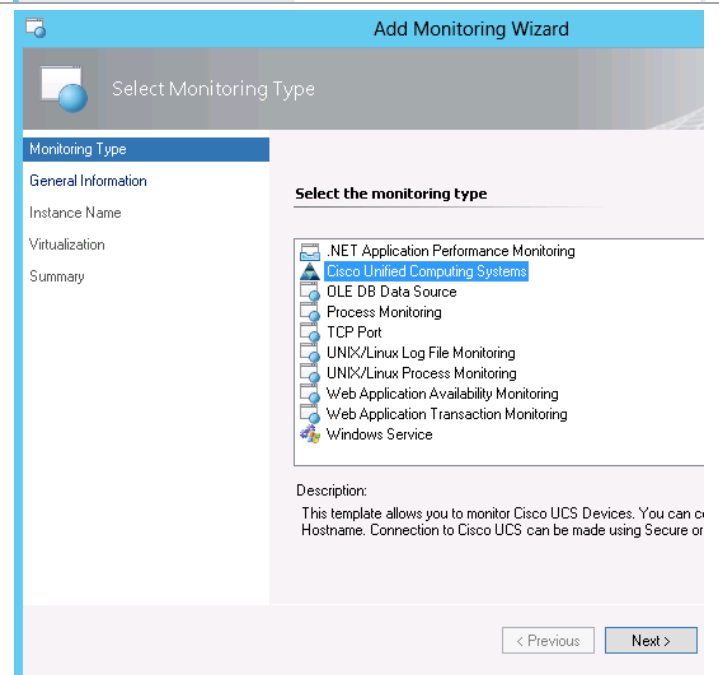 Add Monitoring Wizard
Select Monitoring Type
Monitoring Type
General Information
Instance Name
Virtualization
Summary
Select the monitoring type
.NET Application Performance Monitoring
Cisco Unified Computing Systems
OLE DB Data Source
Process Monitoring
TCP Port
UNIX/Linux Log File Monitoring
UNIX/Linux Process Monitoring
Web Application Availability Monitoring
Web Application Transaction Monitoring
Windows Service
Description:
This template allows you to monitor Cisco UCS Devices. You can
Hostname. Connection to Cisco UCS can be made using Secure or
< Previous
Next >